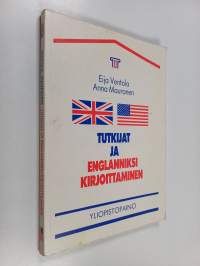 Eija Ventola
Anna Mauranen
TUTKIJAT
JA
ENGLANNIKSI
KIRJOITTAMINEN
YLIOPISTOPAINO